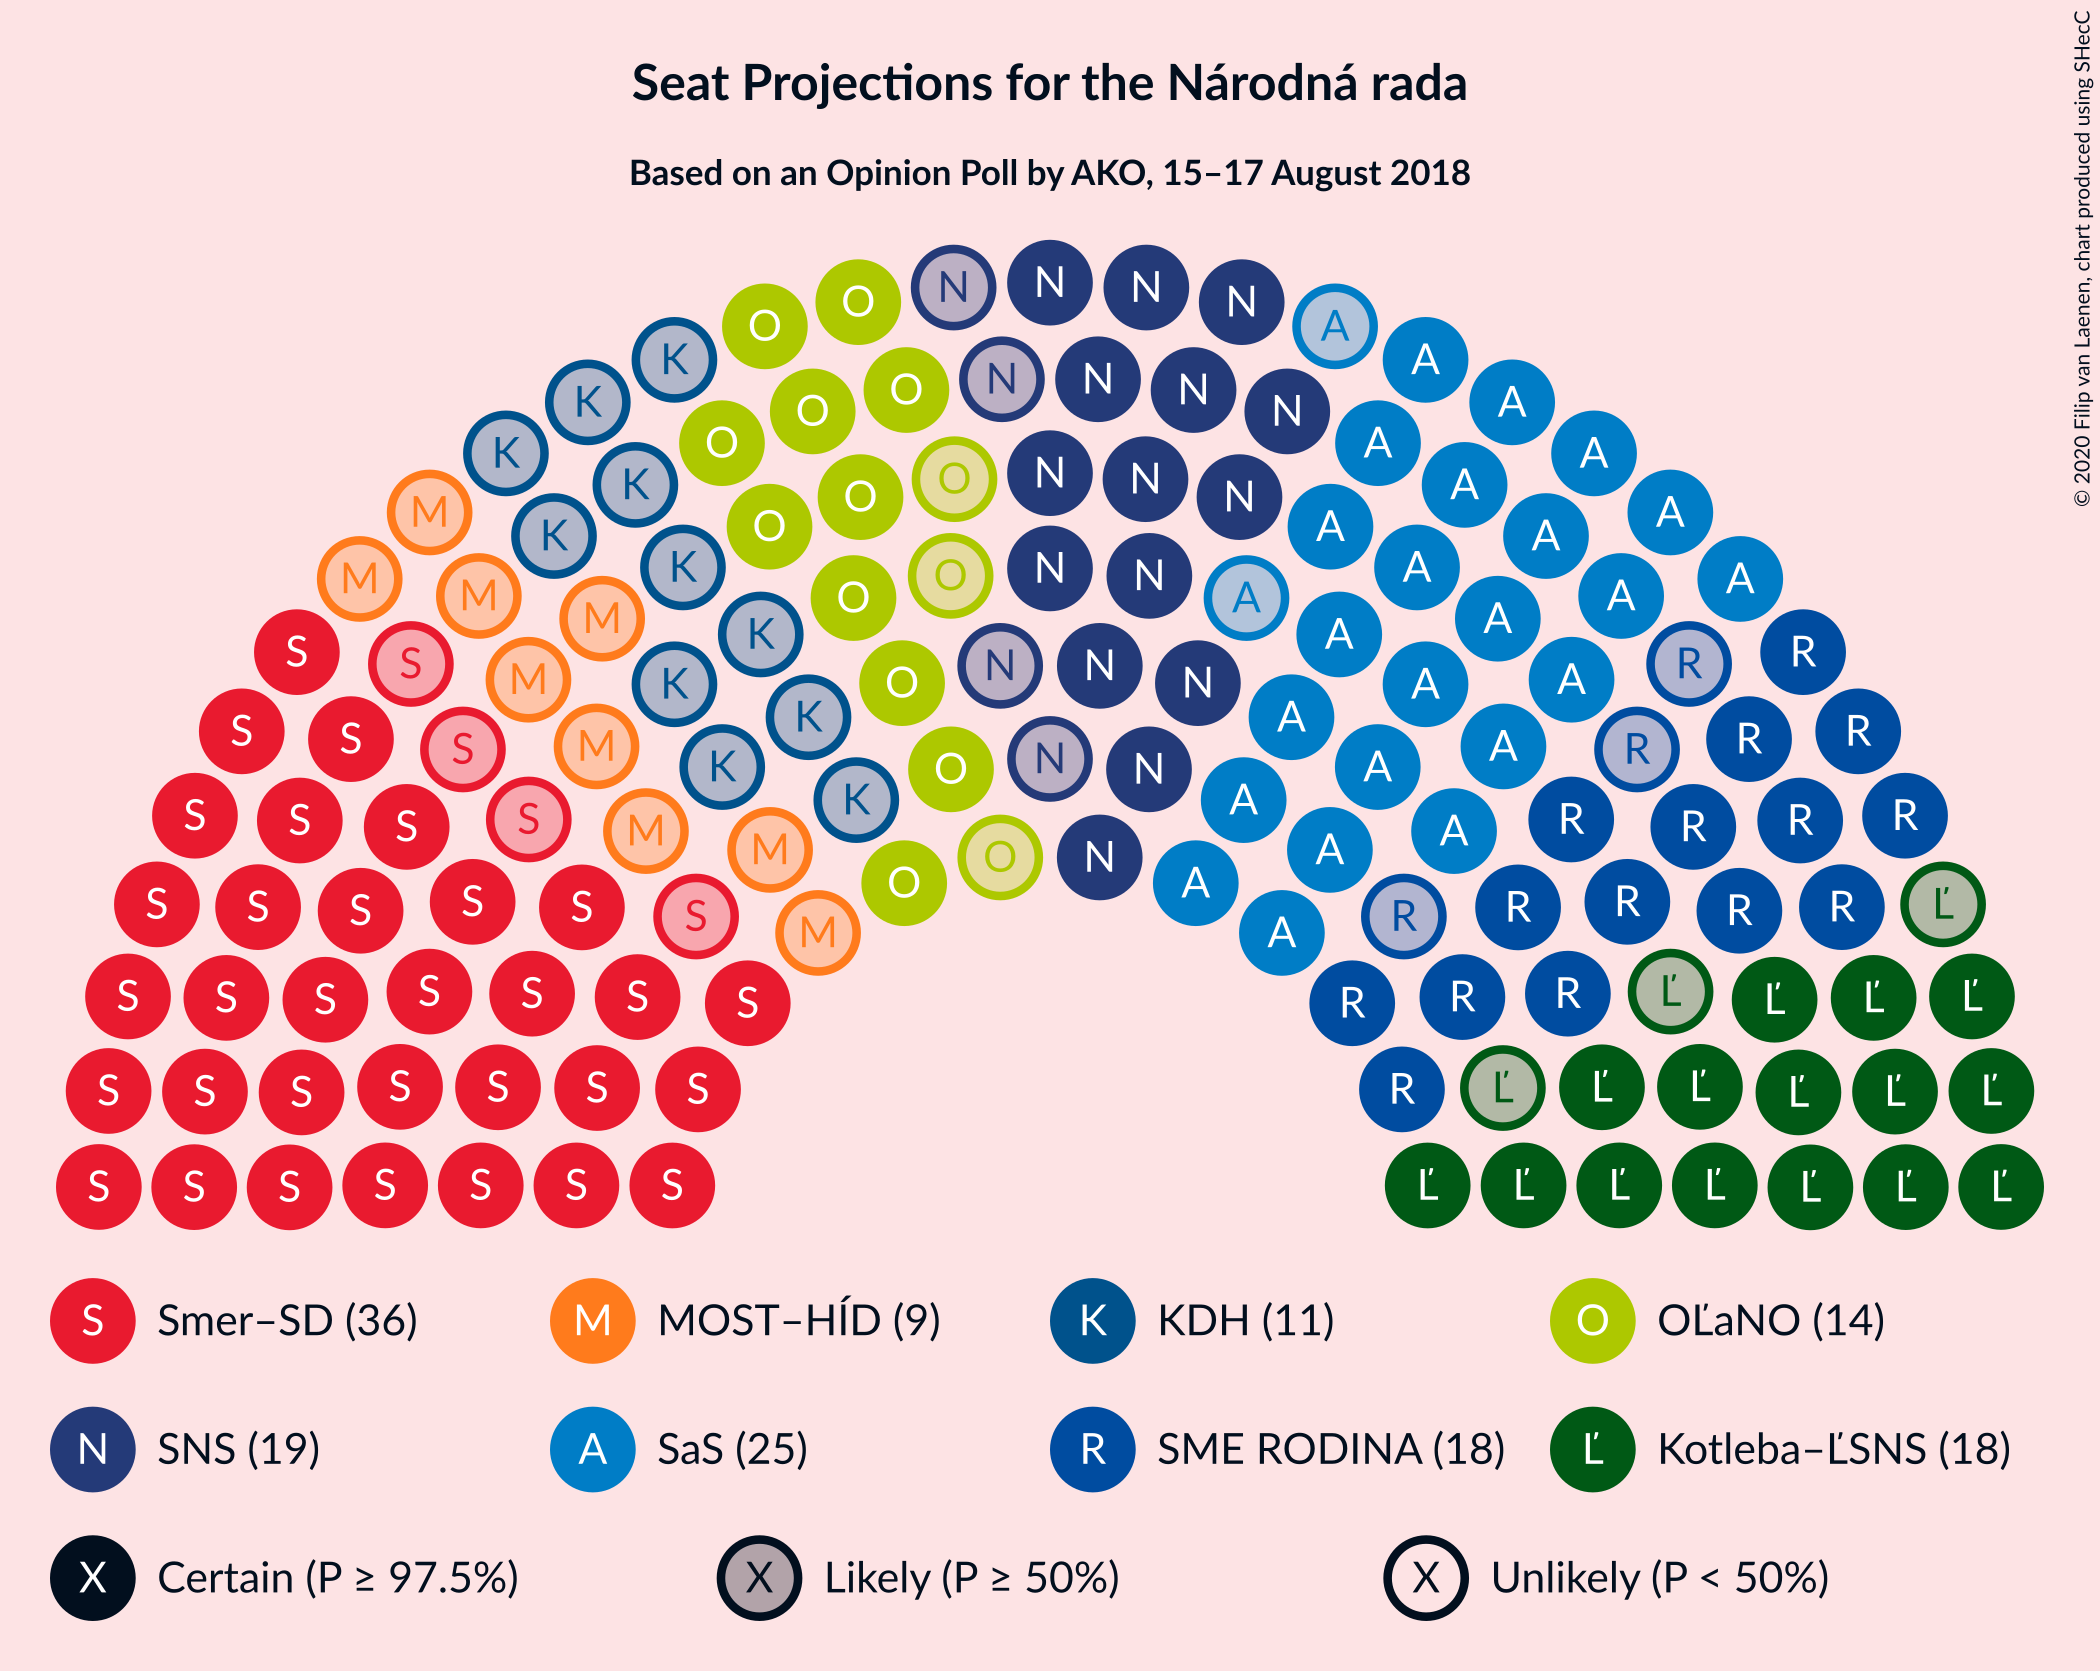 Seat Projections for the Národná rada
Based on an Opinion Poll by AKO, 15–17 August 2018
© 2020 Filip van Laenen, chart produced using SHecC
O O N N N N A
K K O O N N N N A A
K K O O O N N N A A A
M K O A A A
M M M K O O N N A A A A A
S S M K K O N N N A A A R R
S S S M K K O N N A A A R R R
S S S S M M K O N A A A R R R R
S S S S S S M O A A R R R R R Ľ
S S S S S S S R R R Ľ Ľ Ľ Ľ
S S S S S S S R Ľ Ľ Ľ Ľ Ľ Ľ
S S S S S S S Ľ Ľ Ľ Ľ Ľ Ľ Ľ
S Smer–SD (36) M MOST–HÍD (9) K KDH (11) O OĽaNO (14)
N SNS (19) A SaS (25) R SME RODINA (18) Ľ Kotleba–ĽSNS (18)
X Certain (P ≥ 97.5%) X Likely (P ≥ 50%) X Unlikely (P < 50%)